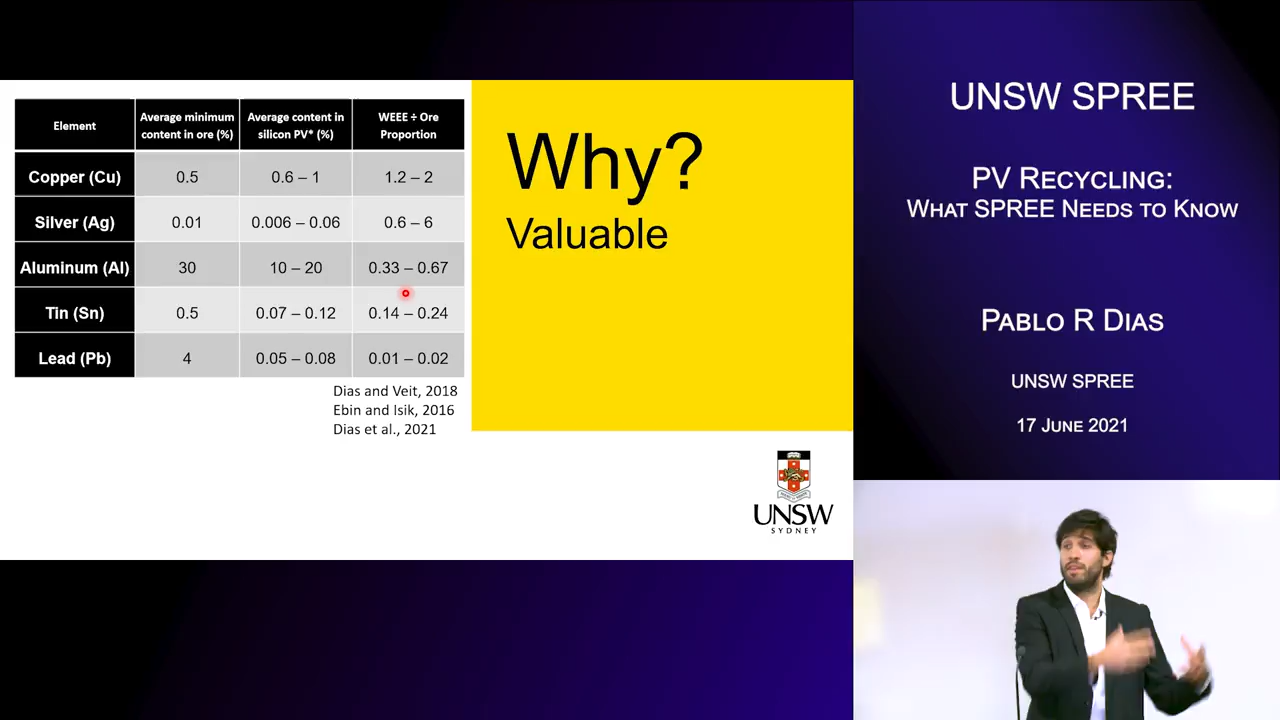 Element Average minimum content in ore (%) Average content in silicon PV* (%) WEEE ÷ Ore Proportion
Copper (Cu) 0.5 0.6 – 1 1.2 – 2
Silver (Ag) 0.01 0.006 – 0.06 0.6 – 6
Aluminum (Al) 30 10 – 20 0.33 – 0.67
Tin (Sn) 0.5 0.07 – 0.12 0.14 – 0.24
Lead (Pb) 4 0.05 – 0.08 0.01 – 0.02
Dias and Veit, 2018
Ebin and Isik, 2016
Dias et al., 2021
Why?
Valuable
UNSW
SYDNEY
UNSW SPREE
PV Recycling:
What SPREE Needs to Know
Pablo R Dias
UNSW SPREE
17 June 2021